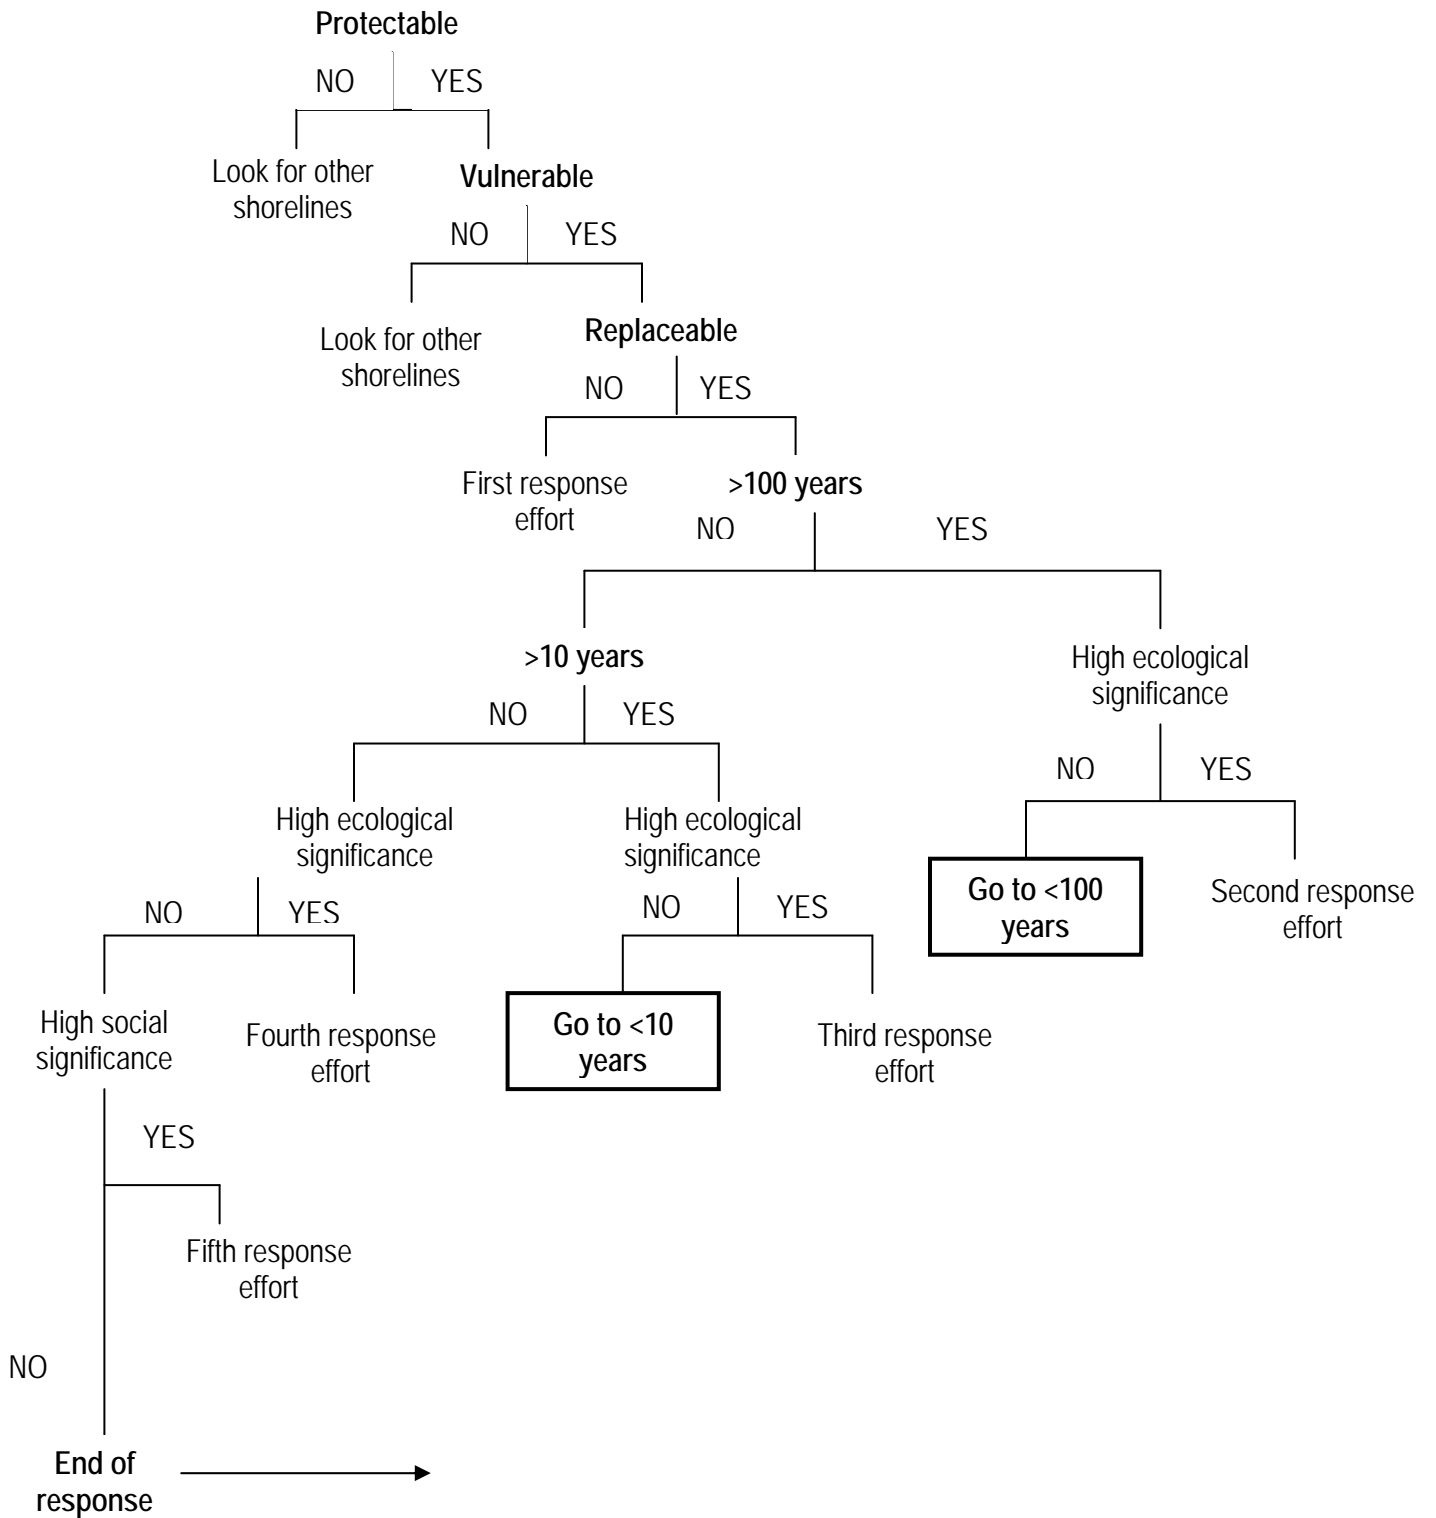 Protectable
NO YES
Look for other
shorelines
Vulnerable
NO YES
Look for other
shorelines
Replaceable
NO YES
First response
effort
>100 years
NO YES
>10 years
High ecological
significance
NO YES
NO YES
High ecological
significance
High ecological
significance
Go to <100
years
Second response
effort
NO YES
NO YES
High social
significance
Fourth response
effort
Go to <10
years
Third response
effort
YES
Fifth response
effort
NO
End of
response